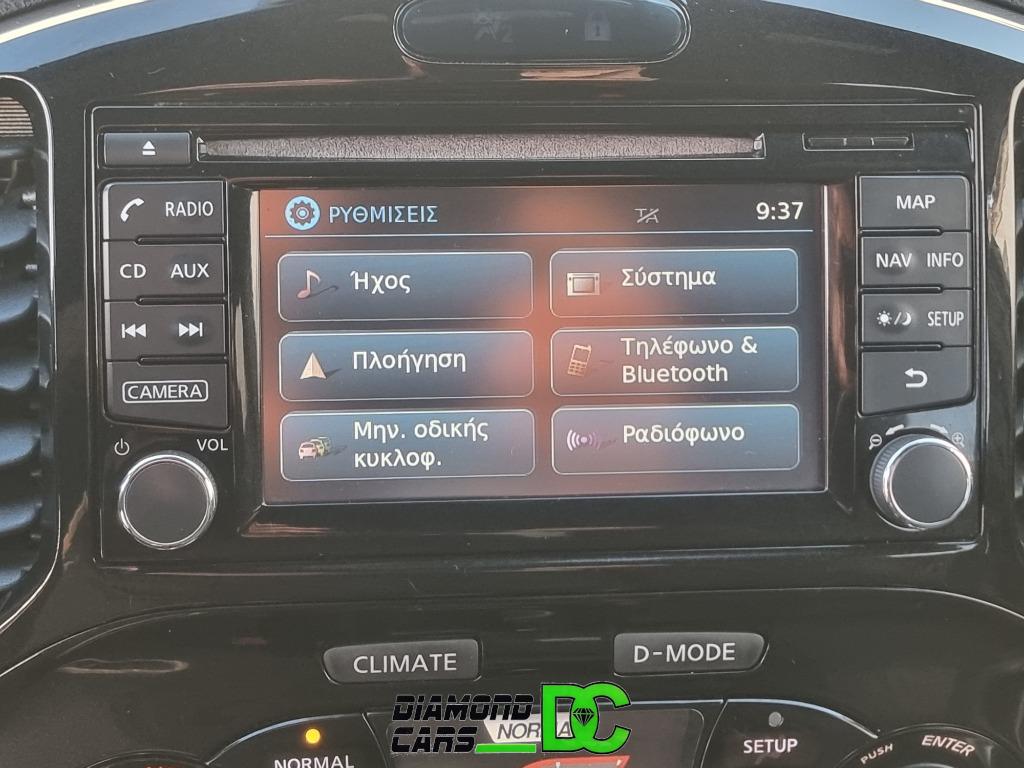 RADIO
CD AUX
CAMERA
VOL
ΡΥΘΜΙΣΕΙΣ
9:37
Ήχος
Σύστημα
Πλοήγηση
Τηλέφωνο &
Bluetooth
Μην. οδικής
κυκλοφ.
Ραδιόφωνο
MAP
NAV INFO
SETUP
CLIMATE
D-MODE
DIAMOND
CARS
DC
NORMAL
SETUP
PUSH
ENTER